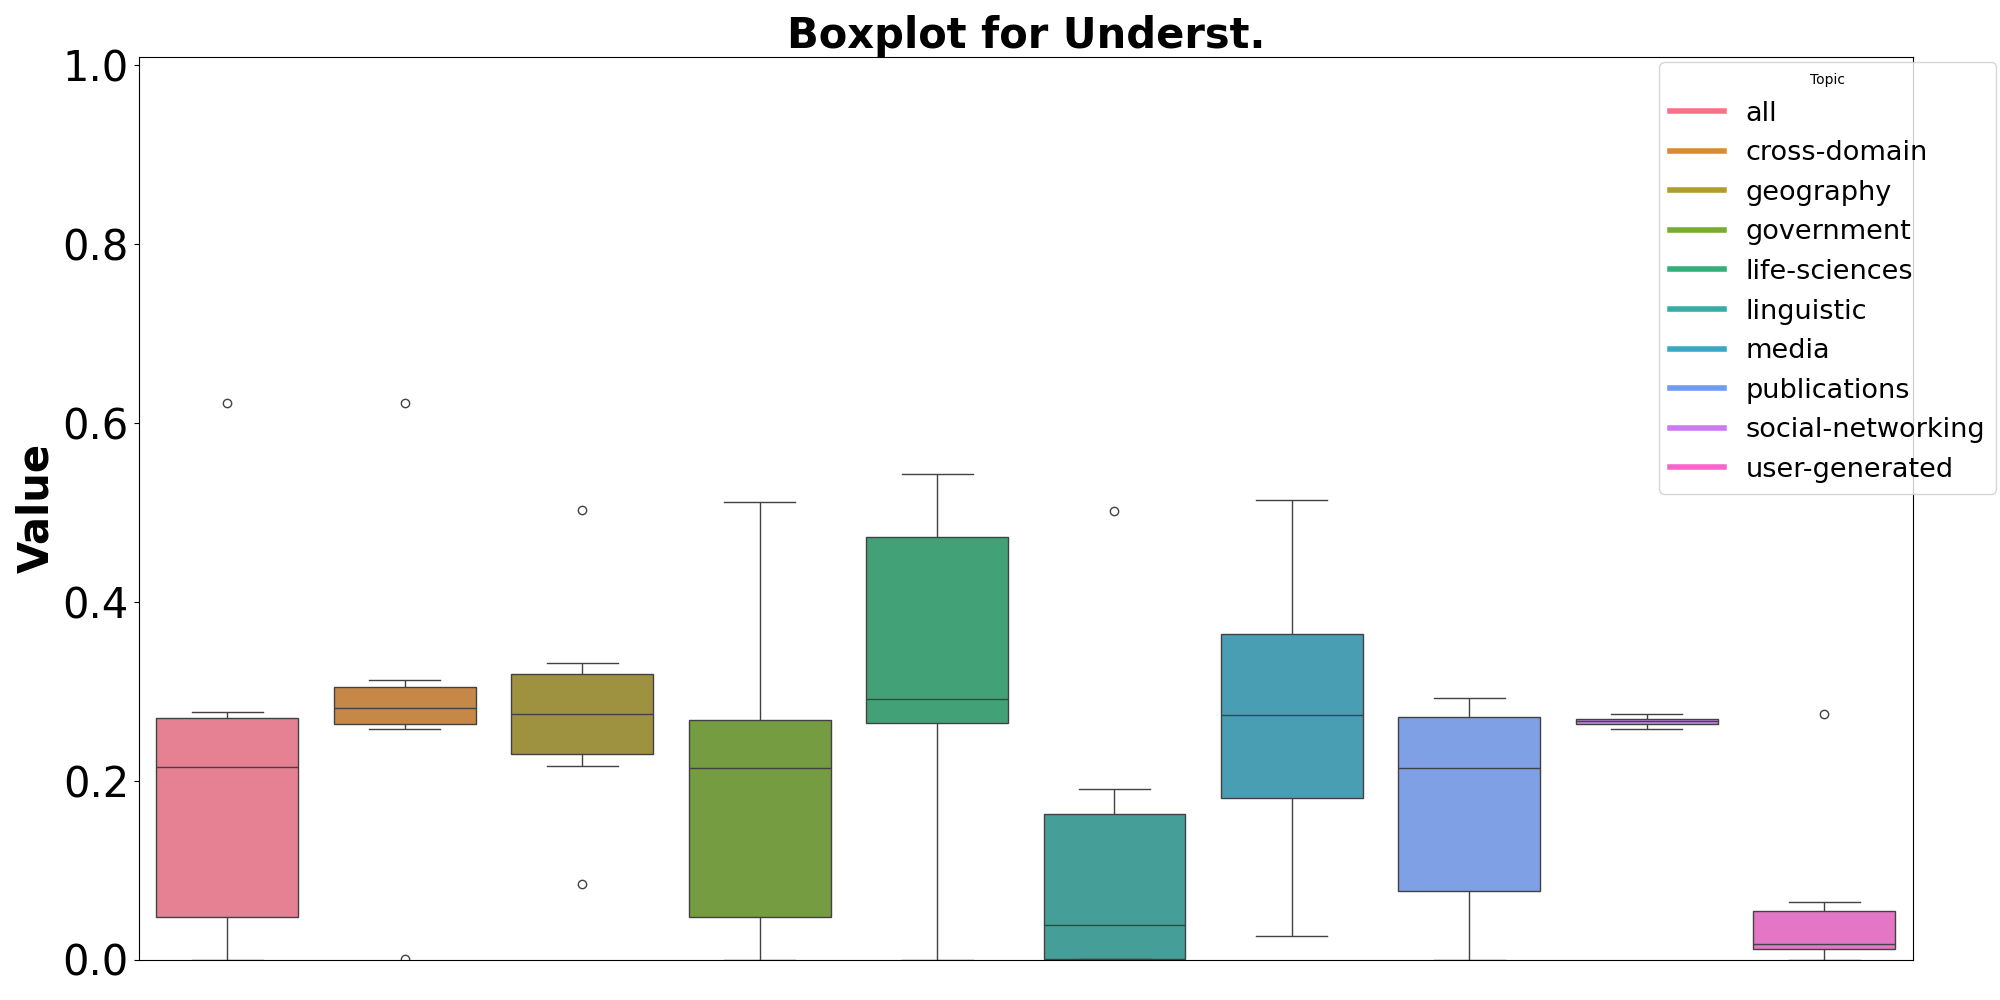 Boxplot for Underst.
1.0
0.8
0.6
0.4
0.2
0.0
Value
Topic
all
cross-domain
geography
government
life-sciences
linguistic
media
publications
social-networking
user-generated